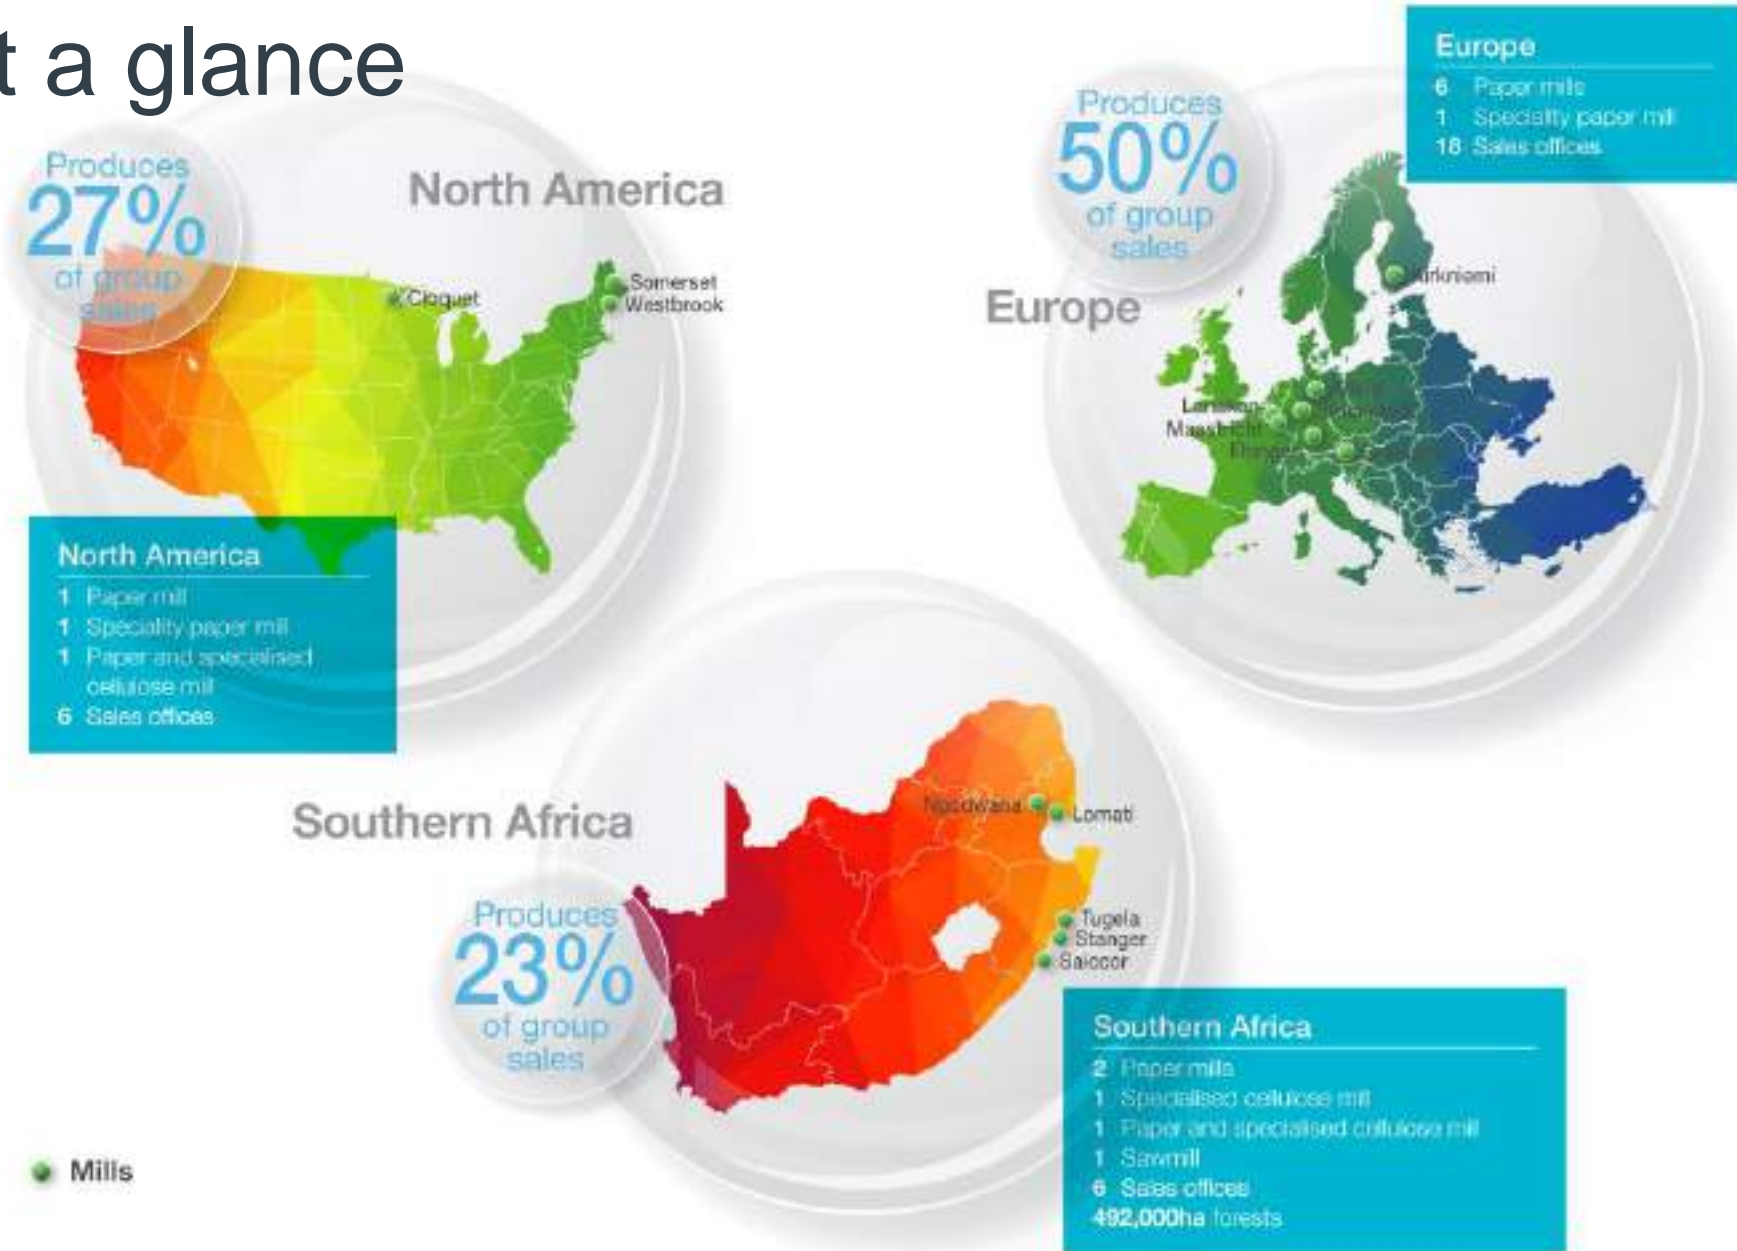 t a glance
Produces
27%
of group
sales
North America
Cloquet
Somerset
Westbrook
North America
1 Paper mill
1 Speciality paper mill
1 Paper and specialised
cellulose mill
6 Sales offices
Produces
50%
of group
sales
Europe
Europe
6 Paper mills
1 Speciality paper mill
18 Sales offices
Maastricht
Southern Africa
Produces
23%
of group
sales
Ngodwana
Lomati
Tugela
Stanger
Saiccor
Southern Africa
2 Paper mills
1 Specialised cellulose mill
1 Paper and specialised cellulose mill
1 Sawmill
6 Sales offices
492,000ha forests
Mills